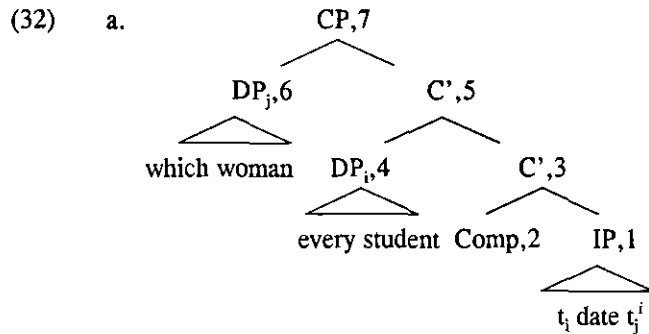 (32) a. CP,7
DPj,6 C’,5
which woman DPi,4 C’,3
every student Comp,2 IP,1
ti date tji